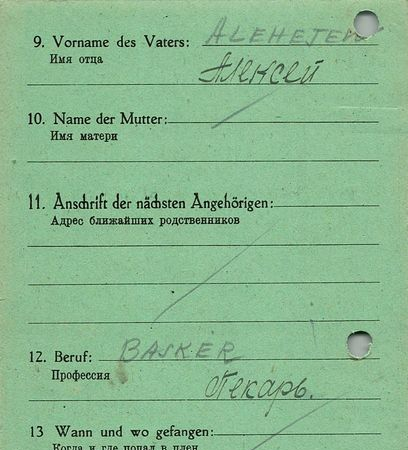 9. Vorname des Vaters: ALEHEJEW
Имя отца
Алексей
10. Name der Mutter:
Имя матери
11. Anschrift der nächsten Angehörigen:
Адрес ближайших родственников
12. Beruf: BASKER
Профессия
Пекарь.
13 Wann und wo gefangen:
Когда и где попал в плен